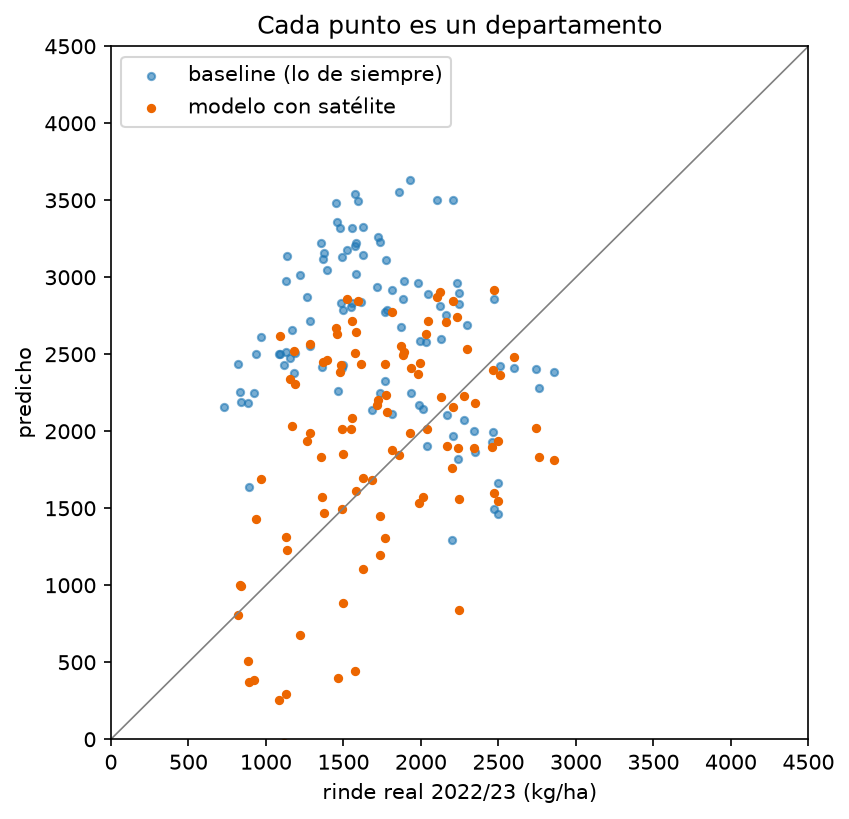 Cada punto es un departamento
baseline (lo de siempre)
modelo con satélite
4500
4000
3500
3000
2500
2000
1500
1000
500
0
predicho
0 500 1000 1500 2000 2500 3000 3500 4000 4500
rinde real 2022/23 (kg/ha)